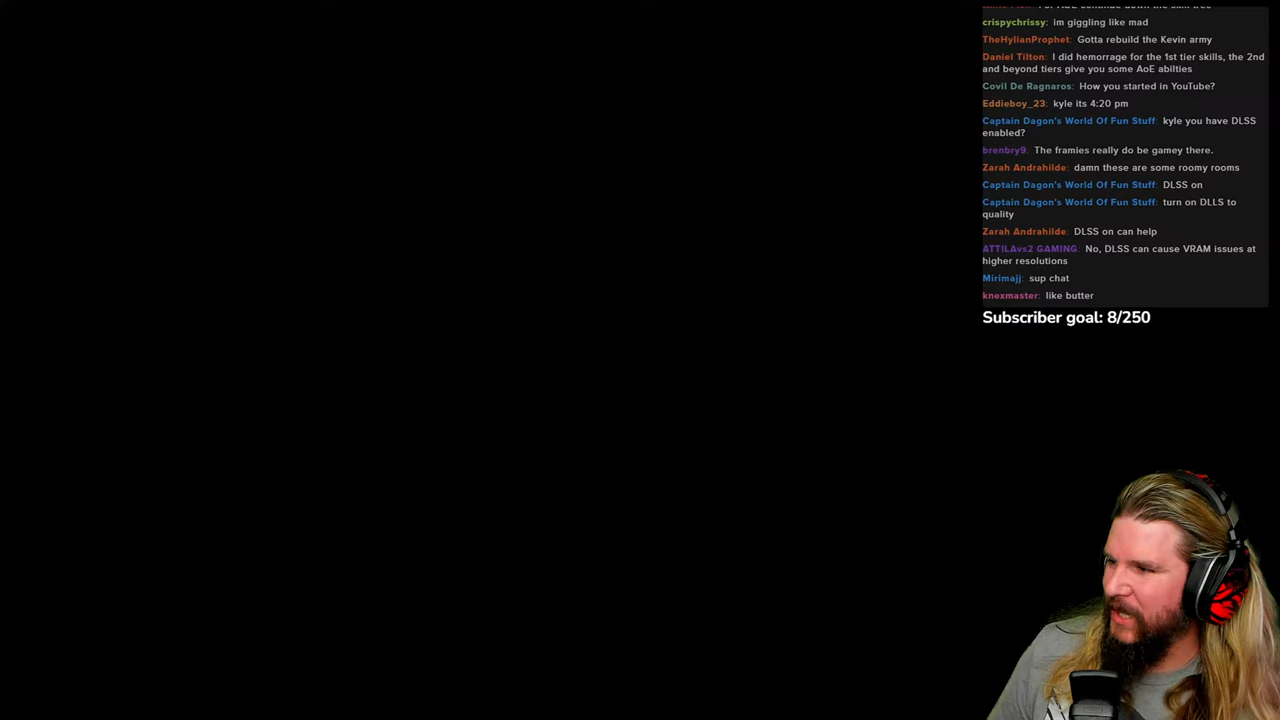 crispychrissy: im giggling like mad
TheHylianProphet: Gotta rebuild the Kevin army
Daniel Tilton: I did hemorrage for the 1st tier skills, the 2nd
and beyond tiers give you some AoE abilties
Covil De Ragnaros: How you started in YouTube?
Eddieboy_23: kyle its 4:20 pm
Captain Dagon's World Of Fun Stuff: kyle you have DLSS
enabled?
brenbry9: The framies really do be gamey there.
Zarah Andrahilde: damn these are some roomy rooms
Captain Dagon's World Of Fun Stuff: DLSS on
Captain Dagon's World Of Fun Stuff: turn on DLLS to
quality
Zarah Andrahilde: DLSS on can help
ATTILAvs2 GAMING: No, DLSS can cause VRAM issues at
higher resolutions
Mirimajj: sup chat
knexmaster: like butter
Subscriber goal: 8/250